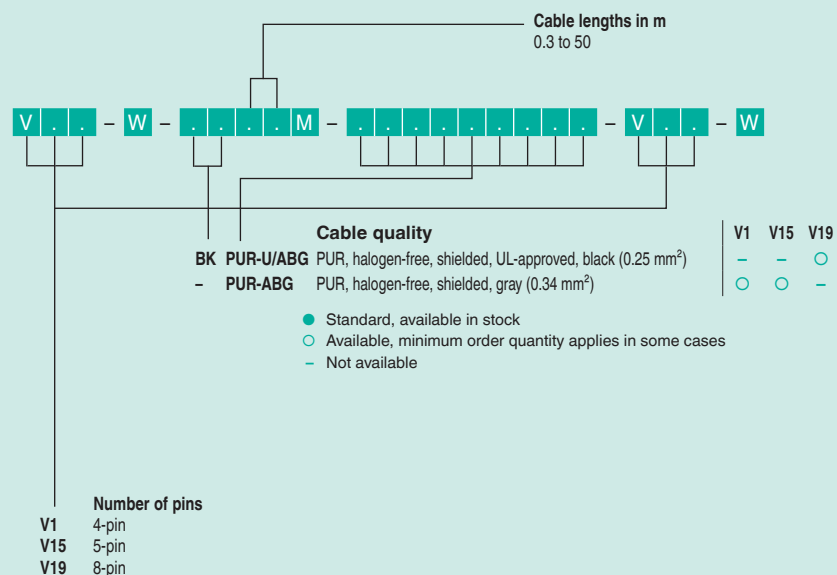 Cable lengths in m
0.3 to 50
V . . – W – . . . . M – . . . . . . . . . – V . . – W
Cable quality V1 V15 V19
BK PUR-U/ABG PUR, halogen-free, shielded, UL-approved, black (0.25 mm²) – – ○
– PUR-ABG PUR, halogen-free, shielded, gray (0.34 mm²) ○ ○ –
● Standard, available in stock
○ Available, minimum order quantity applies in some cases
– Not available
Number of pins
V1 4-pin
V15 5-pin
V19 8-pin